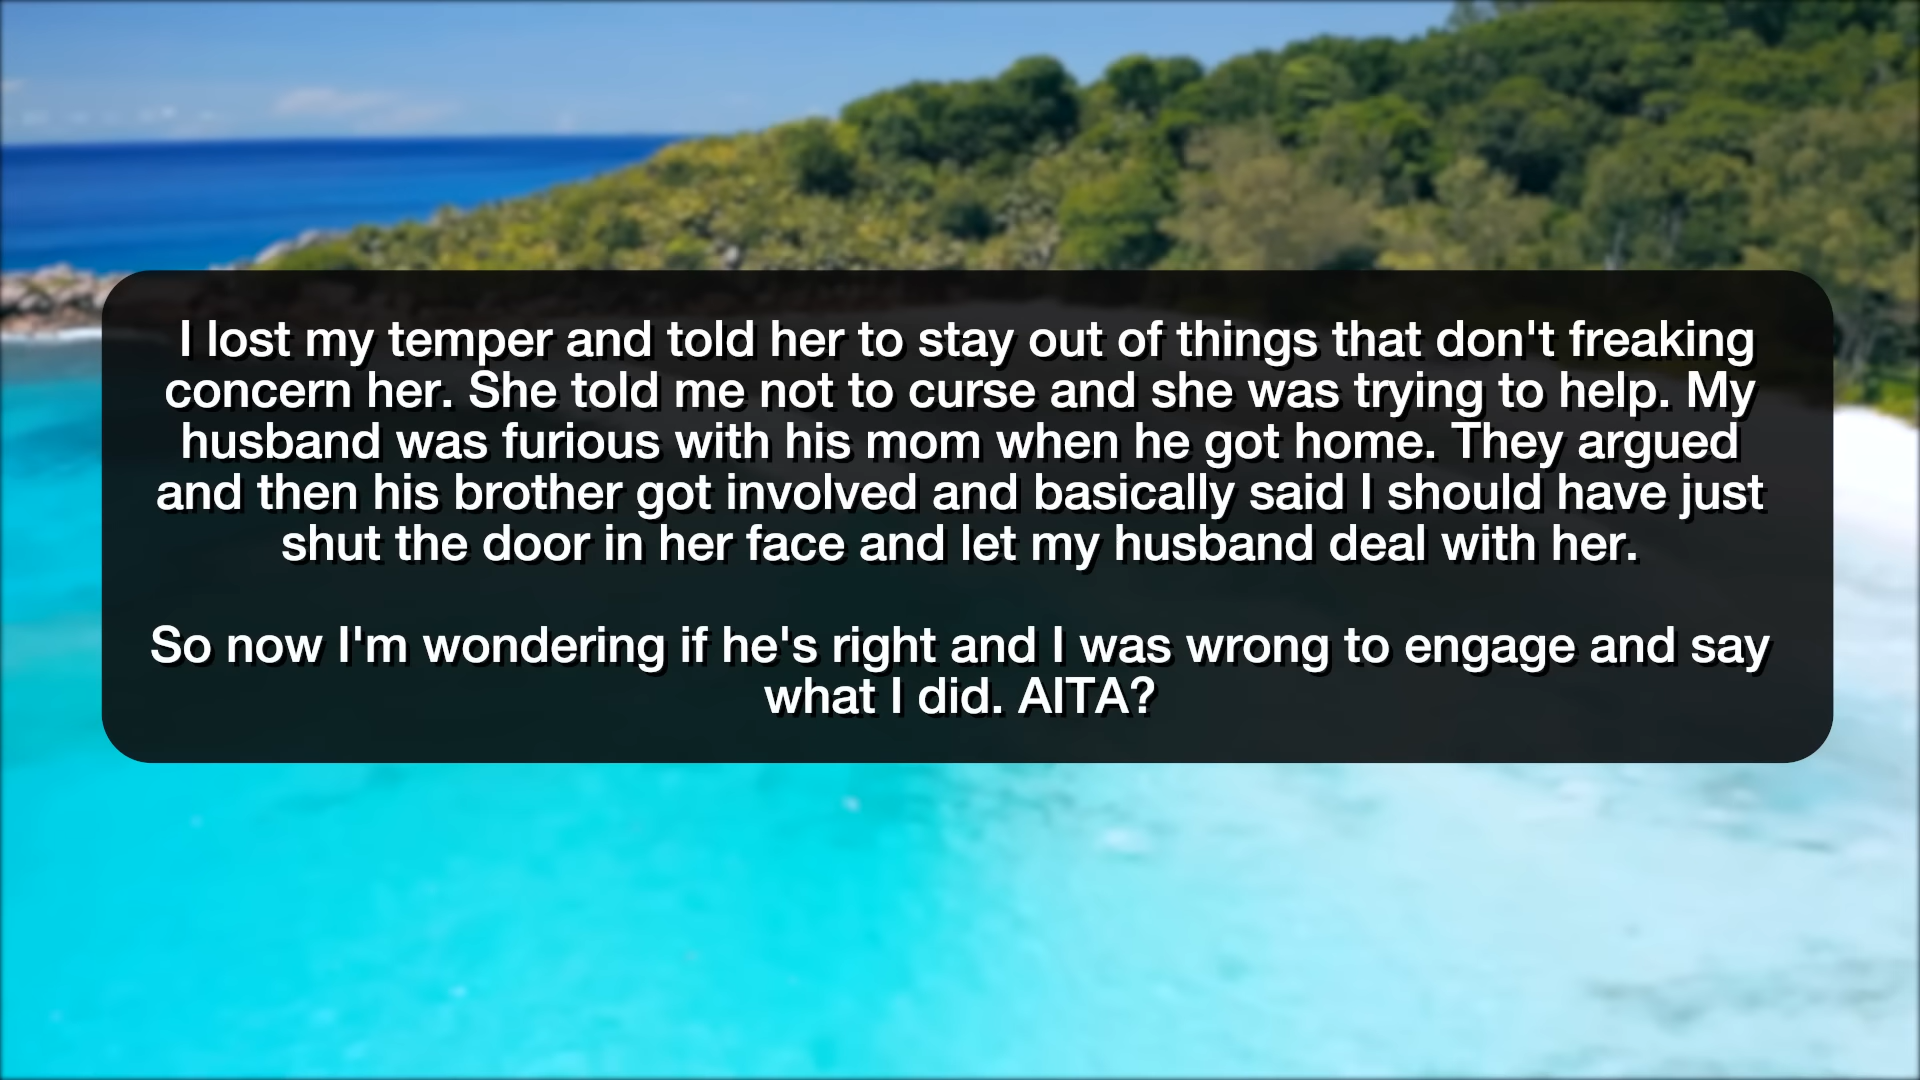 I lost my temper and told her to stay out of things that don't freaking
concern her. She told me not to curse and she was trying to help. My
husband was furious with his mom when he got home. They argued
and then his brother got involved and basically said I should have just
shut the door in her face and let my husband deal with her.
So now I'm wondering if he's right and I was wrong to engage and say
what I did. AITA?